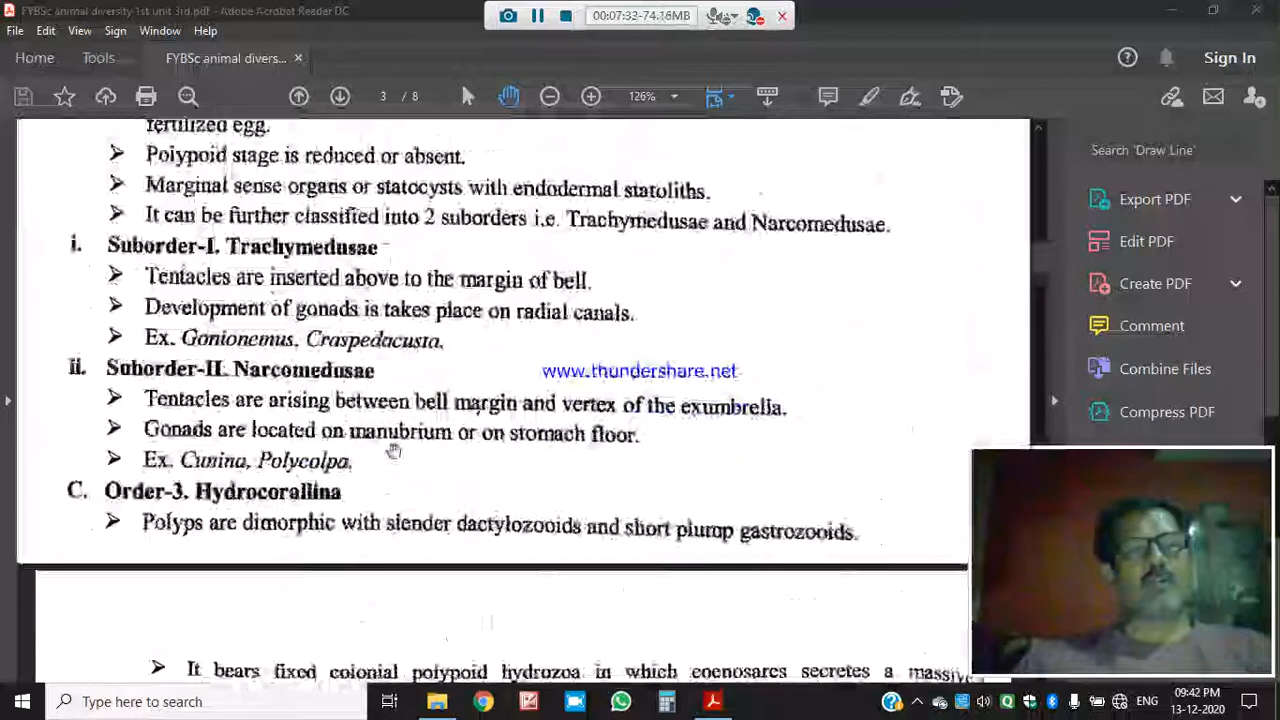 FYBSc animal diversity 1st unit 3rd.pdf - Adobe Acrobat Reader DC
00:07:33-74.16MB
File Edit View Sign Window Help
Home Tools FYBSc animal divers... Sign In
3 / 8 126%
fertilized egg.
Polypoid stage is reduced or absent.
Marginal sense organs or statocysts with endodermal statoliths.
It can be further classified into 2 suborders i.e. Trachymedusae and Narcomedusae.
i. Suborder-I. Trachymedusae
Tentacles are inserted above to the margin of bell.
Development of gonads is takes place on radial canals.
Ex. Gonionemus, Craspedacusta.
ii. Suborder-II. Narcomedusae
www.thundershare.net
Tentacles are arising between bell margin and vertex of the exumbrella.
Gonads are located on manubrium or on stomach floor.
Ex. Cunina, Polycolpa.
C. Order-3. Hydrocorallina
Polyps are dimorphic with slender dactylozooids and short plump gastrozooids.
It bears fixed colonial polypoid hydrozoa in which coenosares secretes a massive
Search 'Draw Line'
Export PDF
Edit PDF
Create PDF
Comment
Combine Files
Compress PDF
Type here to search
ENG
09:42 PM
13-12-2020